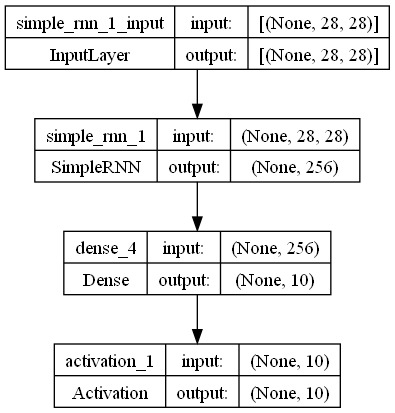 simple_rnn_1_input input: [(None, 28, 28)]
InputLayer output: [(None, 28, 28)]
simple_rnn_1 input: (None, 28, 28)
SimpleRNN output: (None, 256)
dense_4 input: (None, 256)
Dense output: (None, 10)
activation_1 input: (None, 10)
Activation output: (None, 10)